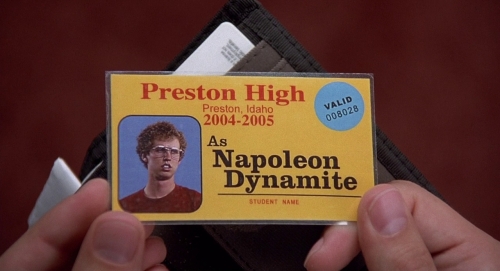 Preston High
Preston, Idaho
2004-2005
VALID
008028
As
Napoleon
Dynamite
STUDENT NAME